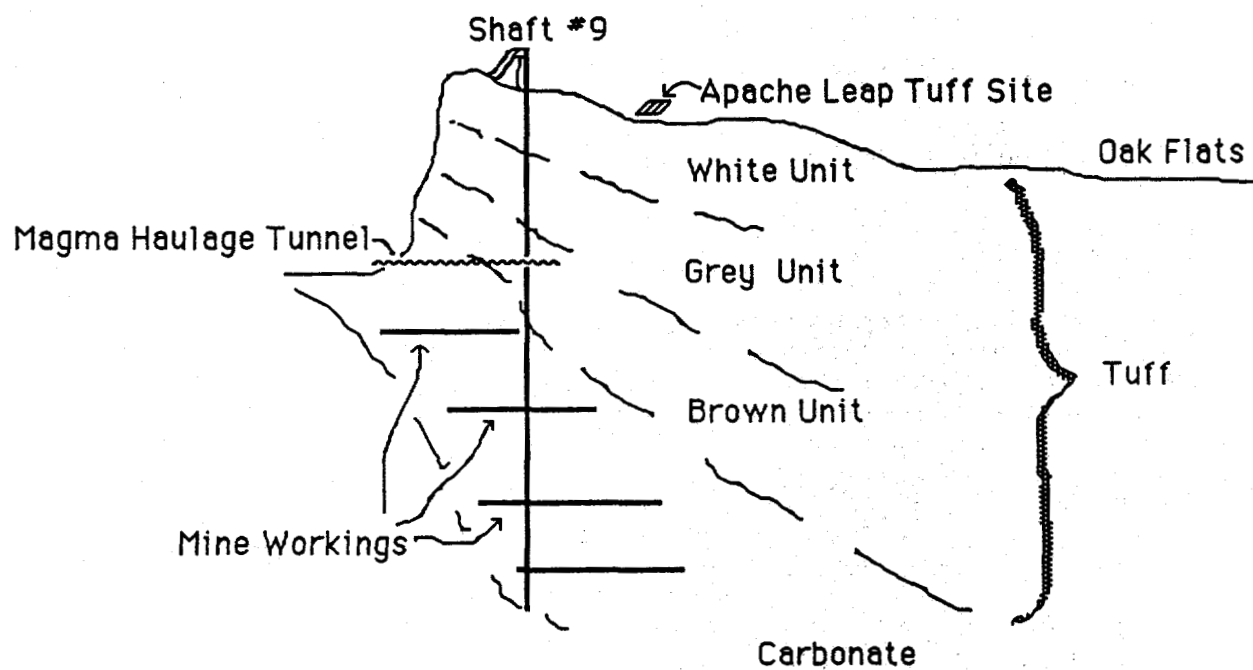 Shaft #9
Apache Leap Tuff Site
Oak Flats
White Unit
Magma Haulage Tunnel
Grey Unit
Tuff
Brown Unit
Mine Workings
Carbonate